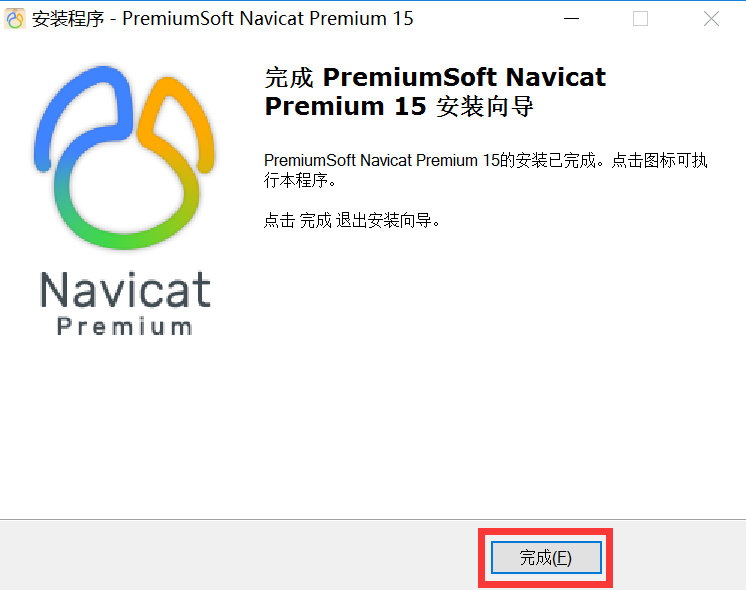 安装程序 - PremiumSoft Navicat Premium 15
完成 PremiumSoft Navicat
Premium 15 安装向导
PremiumSoft Navicat Premium 15的安装已完成。点击图标可执
行本程序。
点击 完成 退出安装向导。
Navicat
Premium
完成(F)